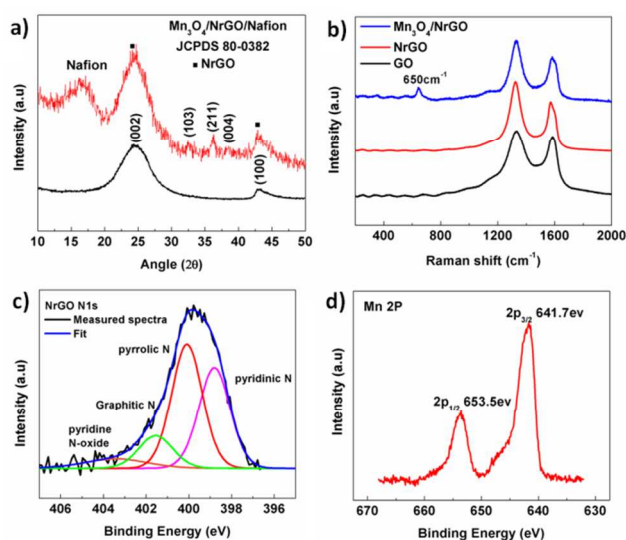 a)
Mn3O4/NrGO/Nafion
JCPDS 80-0382
▪ NrGO
Nafion
(002)
(103)
(211)
(004)
(100)
Intensity (a.u)
10 15 20 25 30 35 40 45 50
Angle (2θ)
b)
Mn3O4/NrGO
NrGO
GO
650cm-1
Intensity (a.u)
400 800 1200 1600 2000
Raman shift (cm-1)
c)
NrGO N1s
Measured spectra
Fit
pyrrolic N
pyridinic N
Graphitic N
pyridine
N-oxide
Intensity (a.u)
406 404 402 400 398 396
Binding Energy (eV)
d)
Mn 2P
2p3/2 641.7ev
2p1/2 653.5ev
Intensity (a.u)
670 660 650 640 630
Binding Energy (eV)